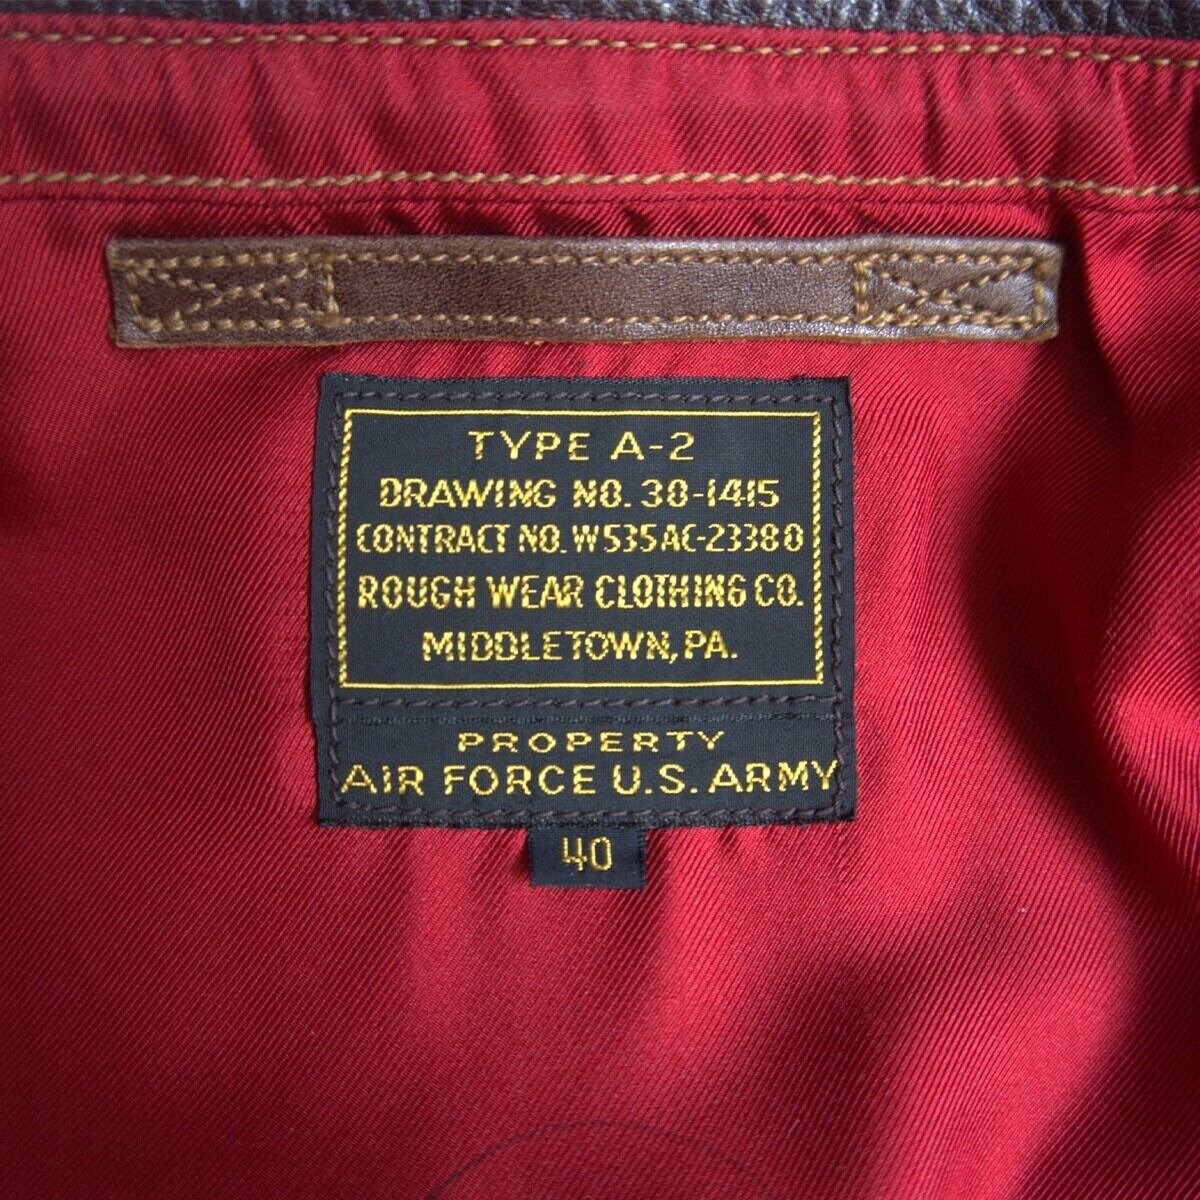 TYPE A-2
DRAWING NO. 30-1415
CONTRACT NO. W535AC-23380
ROUGH WEAR CLOTHING CO.
MIDDLETOWN, PA.
PROPERTY
AIR FORCE U.S. ARMY
40